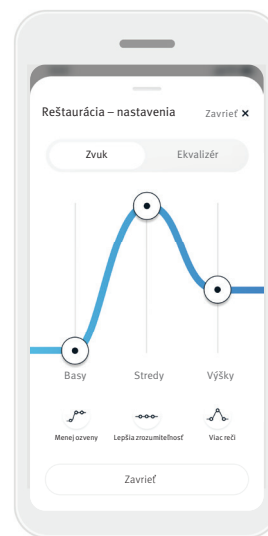 Reštaurácia – nastavenia Zavrieť ×
Zvuk Ekvalizér
Basy Stredy Výšky
Menej ozveny Lepšia zrozumiteľnosť Viac reči
Zavrieť